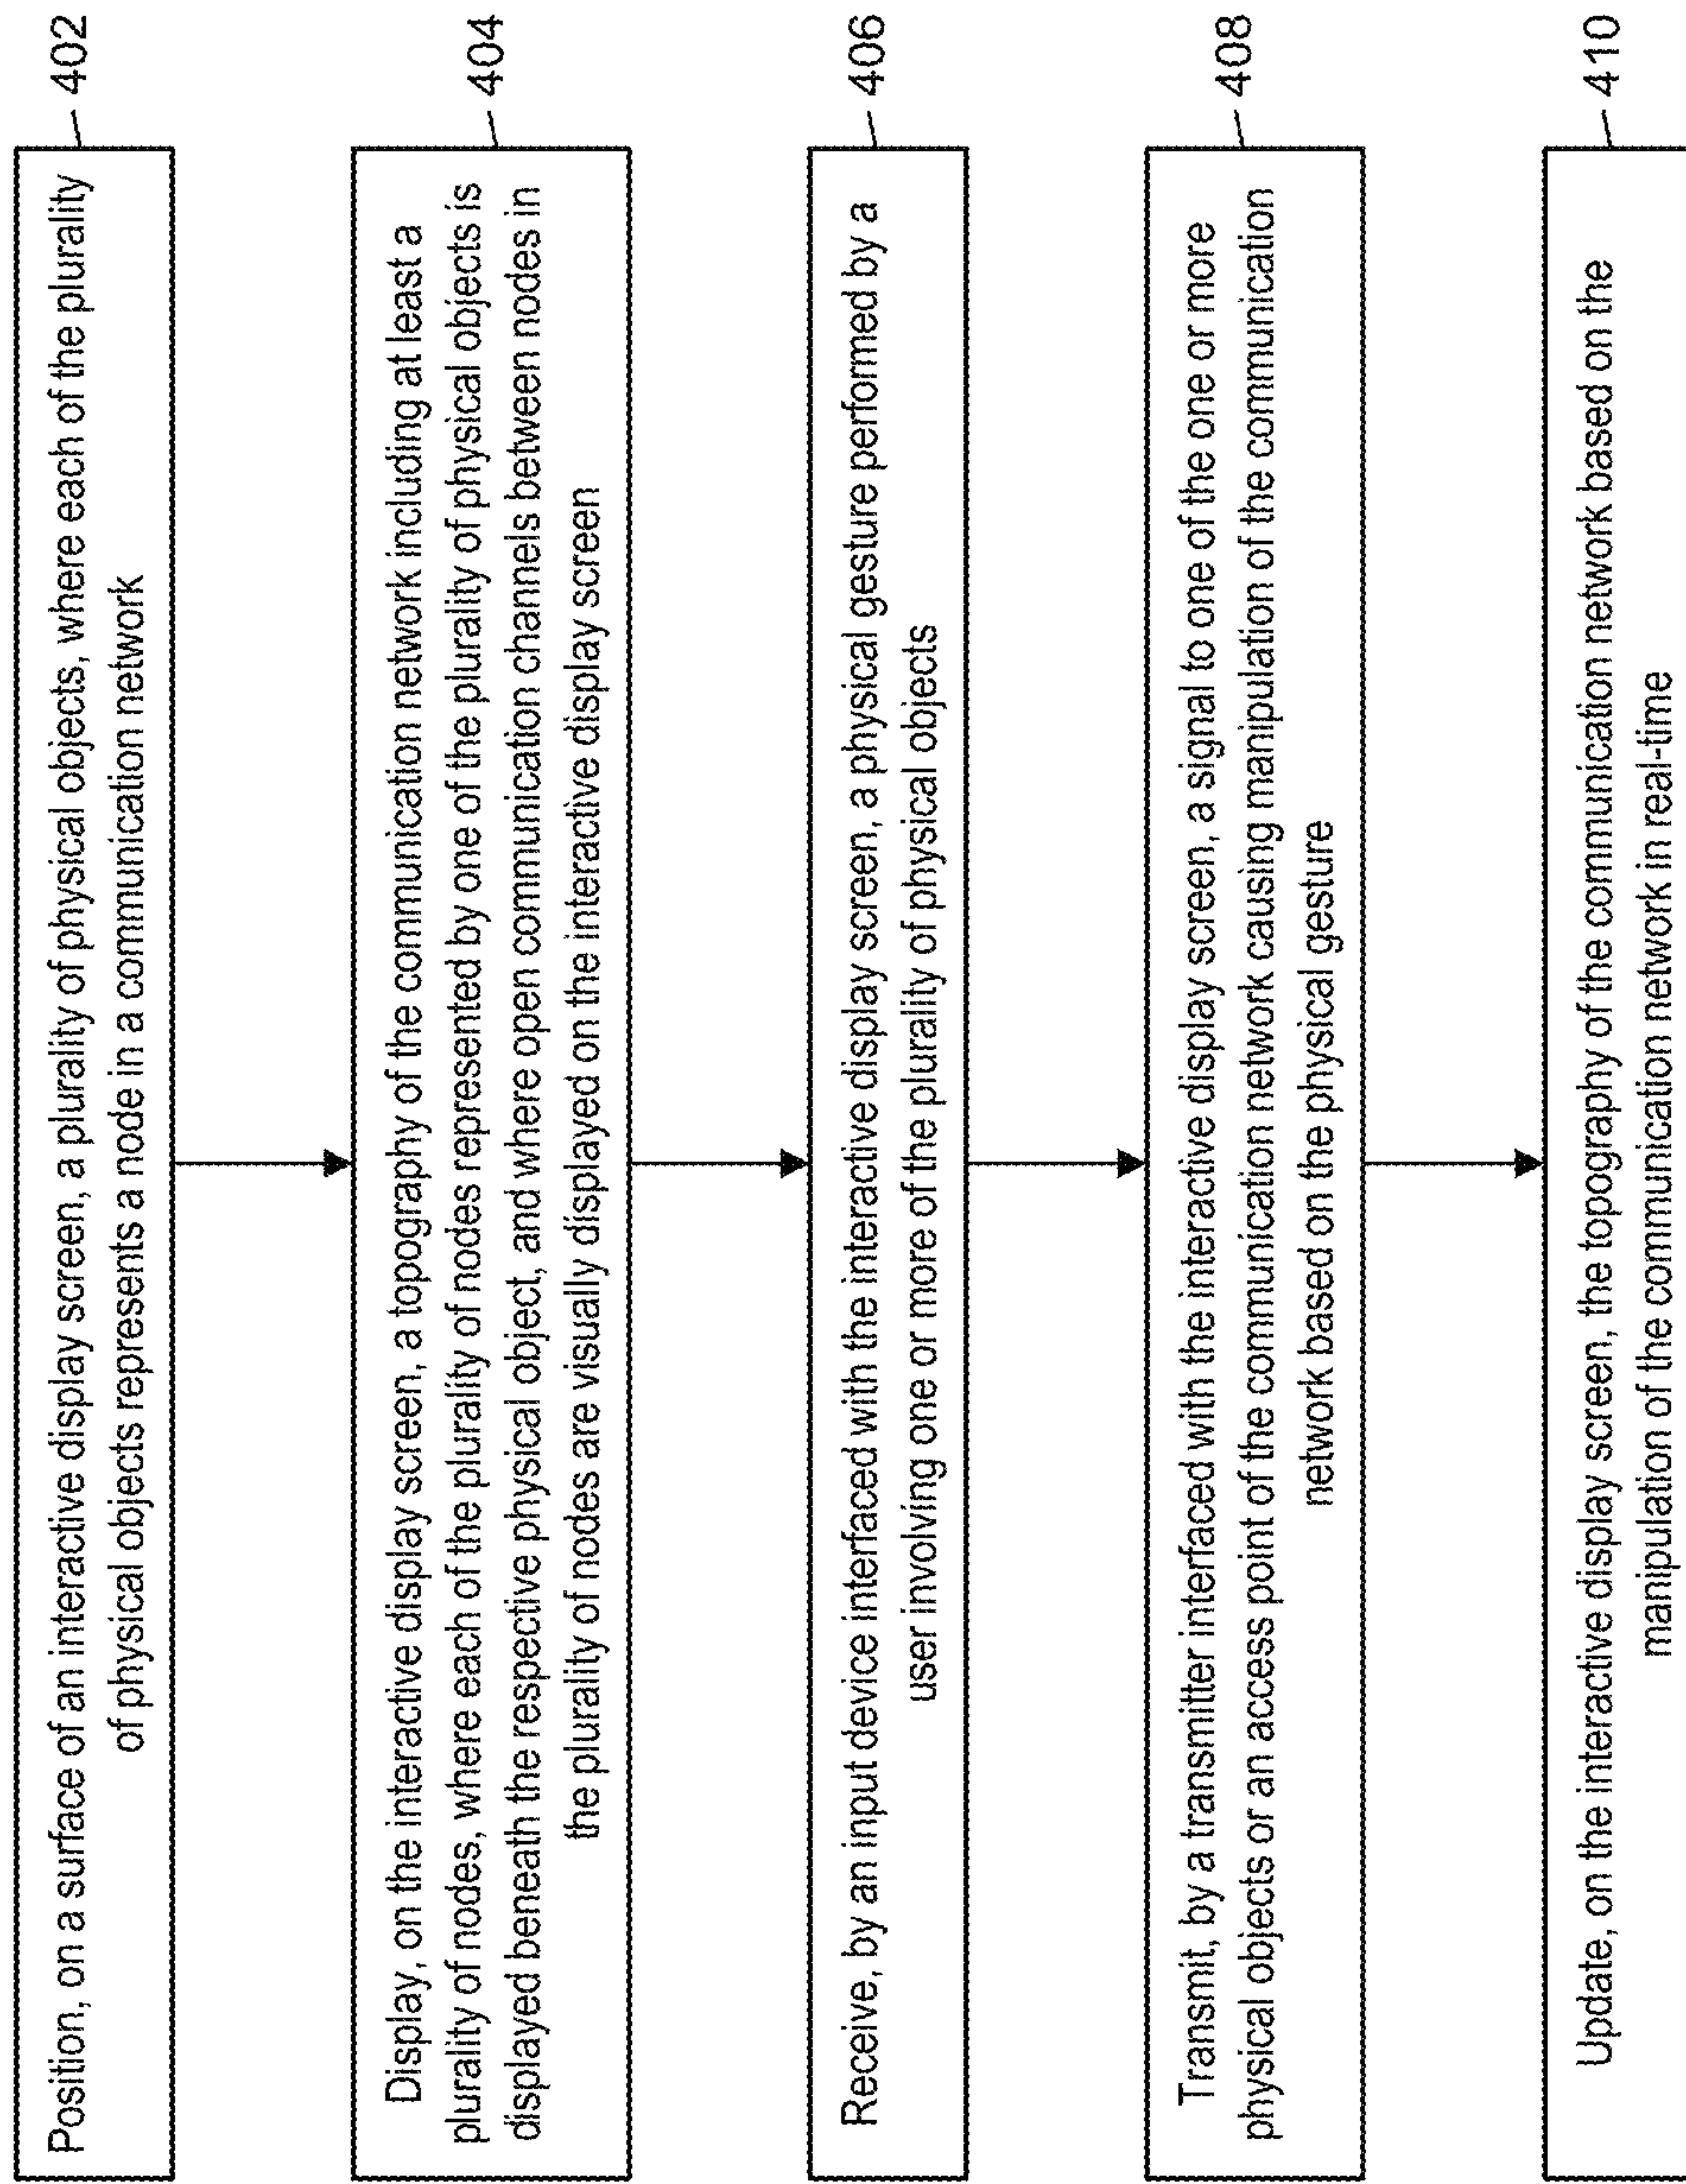 Position, on a surface of an interactive display screen, a plurality of physical objects, where each of the plurality
of physical objects represents a node in a communication network
402
Display, on the interactive display screen, a topography of the communication network including at least a
plurality of nodes, where each of the plurality of nodes represented by one of the plurality of physical objects is
displayed beneath the respective physical object, and where open communication channels between nodes in
the plurality of nodes are visually displayed on the interactive display screen
404
Receive, by an input device interfaced with the interactive display screen, a physical gesture performed by a
user involving one or more of the plurality of physical objects
406
Transmit, by a transmitter interfaced with the interactive display screen, a signal to one of the one or more
physical objects or an access point of the communication network causing manipulation of the communication
network based on the physical gesture
408
Update, on the interactive display screen, the topography of the communication network based on the
manipulation of the communication network in real-time
410